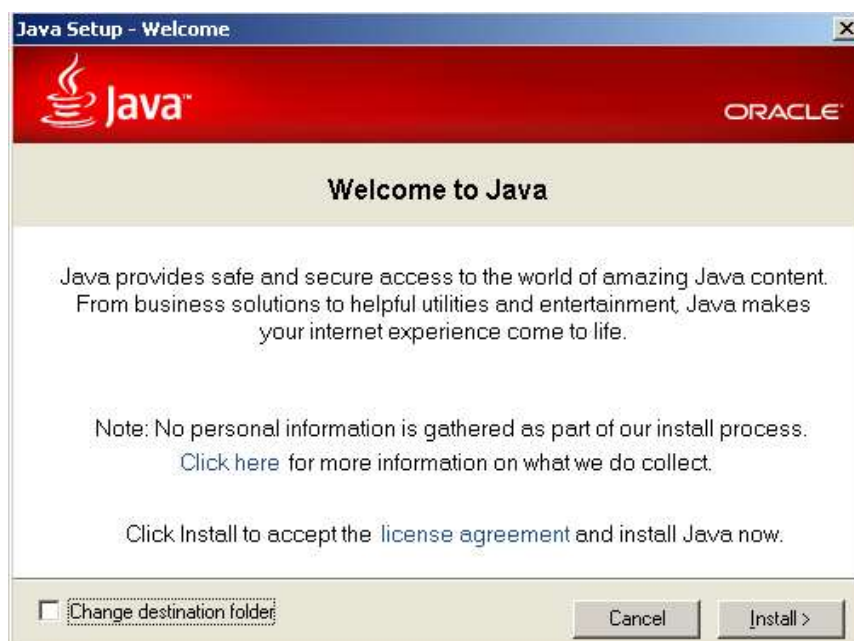 Java Setup - Welcome
Java™
ORACLE®
Welcome to Java
Java provides safe and secure access to the world of amazing Java content.
From business solutions to helpful utilities and entertainment, Java makes
your internet experience come to life.
Note: No personal information is gathered as part of our install process.
Click here for more information on what we do collect.
Click Install to accept the license agreement and install Java now.
Change destination folder
Cancel
Install >